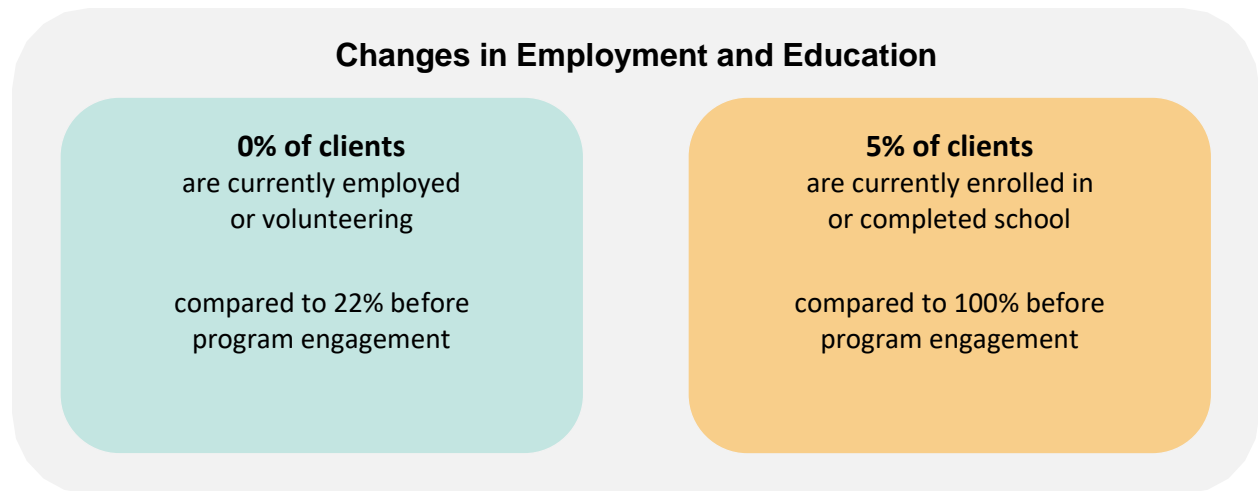 Changes in Employment and Education
0% of clients
are currently employed
or volunteering
compared to 22% before
program engagement
5% of clients
are currently enrolled in
or completed school
compared to 100% before
program engagement